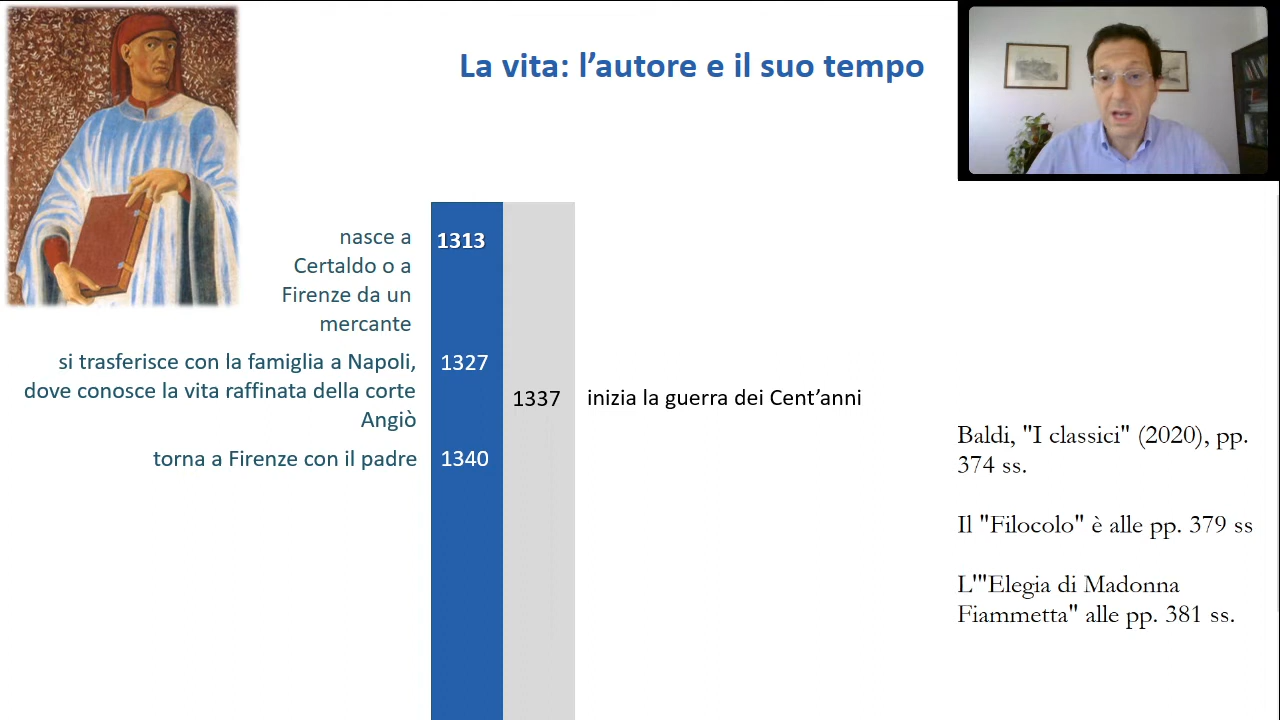 La vita: l’autore e il suo tempo
nasce a
Certaldo o a
Firenze da un
mercante
1313
si trasferisce con la famiglia a Napoli,
dove conosce la vita raffinata della corte
Angiò
1327
1337
inizia la guerra dei Cent’anni
torna a Firenze con il padre
1340
Baldi, "I classici" (2020), pp.
374 ss.
Il "Filocolo" è alle pp. 379 ss
L'"Elegia di Madonna
Fiammetta" alle pp. 381 ss.